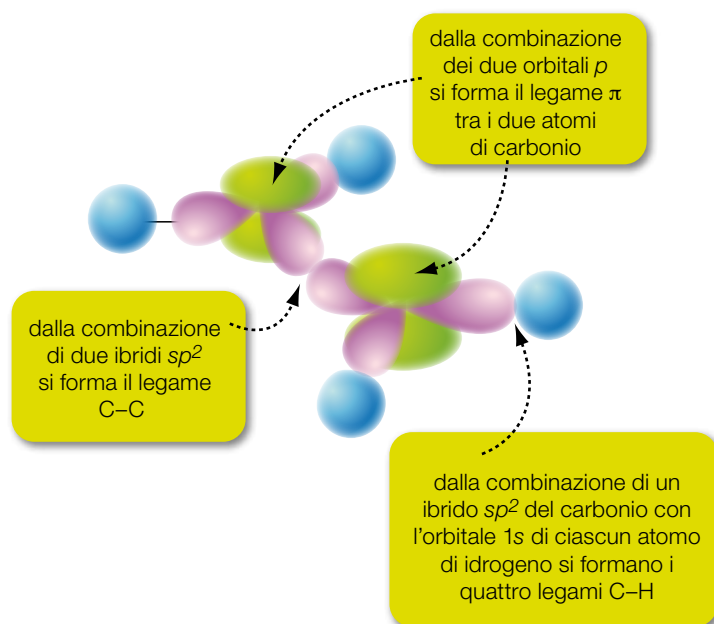 dalla combinazione
dei due orbitali p
si forma il legame π
tra i due atomi
di carbonio
dalla combinazione
di due ibridi sp²
si forma il legame
C–C
dalla combinazione di un
ibrido sp² del carbonio con
l'orbitale 1s di ciascun atomo
di idrogeno si formano i
quattro legami C–H